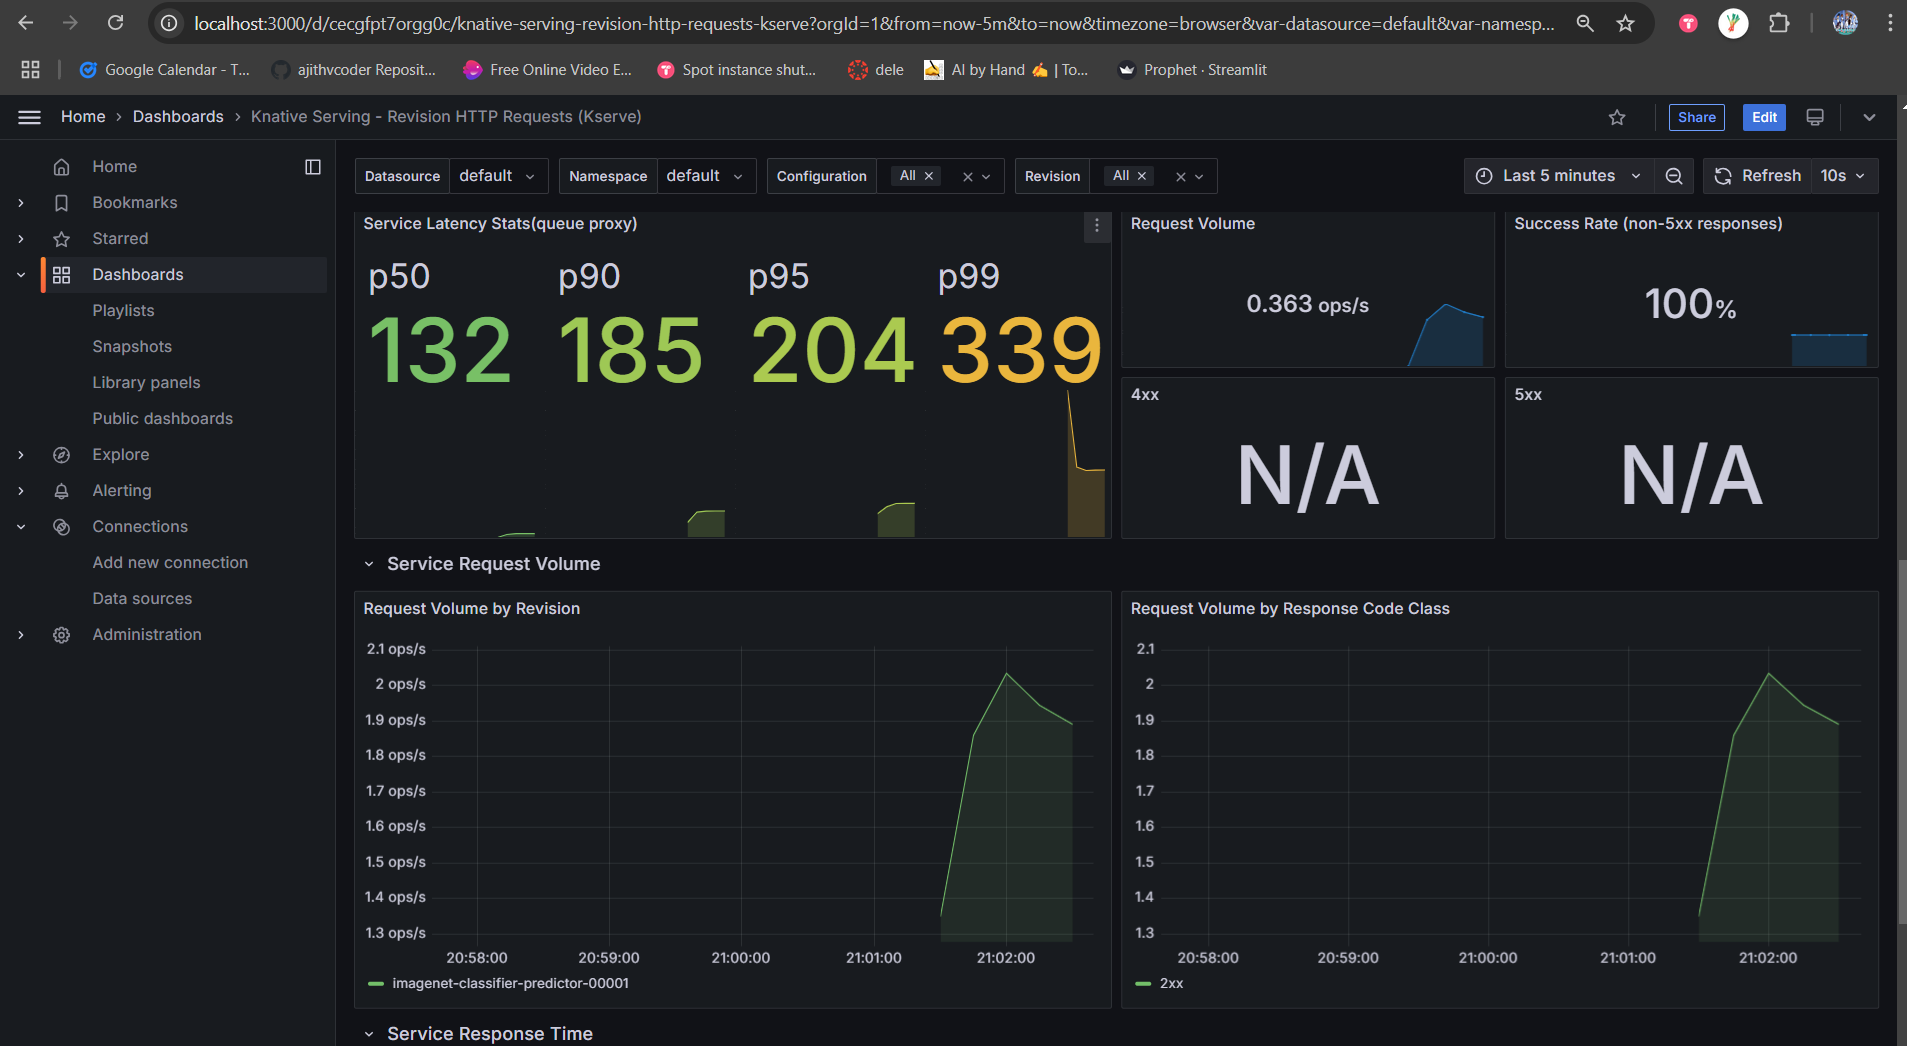 localhost:3000/d/cecgfpt7orgg0c/knative-serving-revision-http-requests-kserve?orgId=1&from=now-5m&to=now&timezone=browser&var-datasource=default&var-namesp...
Google Calendar - T...
ajithvcoder Reposit...
Free Online Video E...
Spot instance shut...
dele
AI by Hand ✍ | To...
Prophet · Streamlit
Home › Dashboards › Knative Serving - Revision HTTP Requests (Kserve)
Share
Edit
Home
Bookmarks
Starred
Dashboards
Playlists
Snapshots
Library panels
Public dashboards
Explore
Alerting
Connections
Add new connection
Data sources
Administration
Datasource default
Namespace default
Configuration All
Revision All
Last 5 minutes
Refresh 10s
Service Latency Stats(queue proxy)
p50 p90 p95 p99
132 185 204 339
Request Volume
0.363 ops/s
Success Rate (non-5xx responses)
100%
4xx
N/A
5xx
N/A
Service Request Volume
Request Volume by Revision
2.1 ops/s
2 ops/s
1.9 ops/s
1.8 ops/s
1.7 ops/s
1.6 ops/s
1.5 ops/s
1.4 ops/s
1.3 ops/s
20:58:00 20:59:00 21:00:00 21:01:00 21:02:00
imagenet-classifier-predictor-00001
Request Volume by Response Code Class
2.1
2
1.9
1.8
1.7
1.6
1.5
1.4
1.3
20:58:00 20:59:00 21:00:00 21:01:00 21:02:00
2xx
Service Response Time